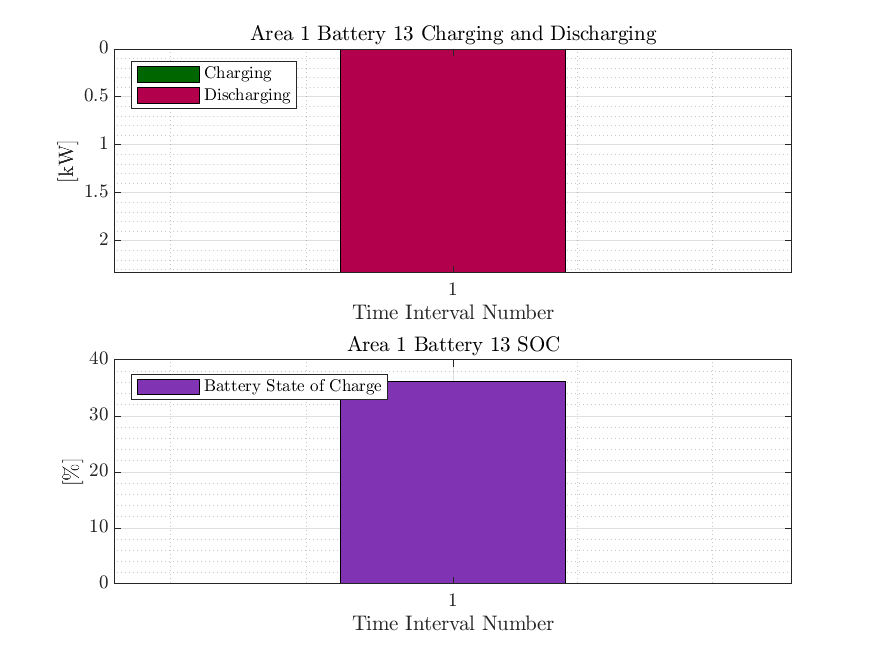 Area 1 Battery 13 Charging and Discharging
0
0.5
1
1.5
2
[kW]
Charging
Discharging
1
Time Interval Number
Area 1 Battery 13 SOC
40
30
20
10
0
[%]
Battery State of Charge
1
Time Interval Number